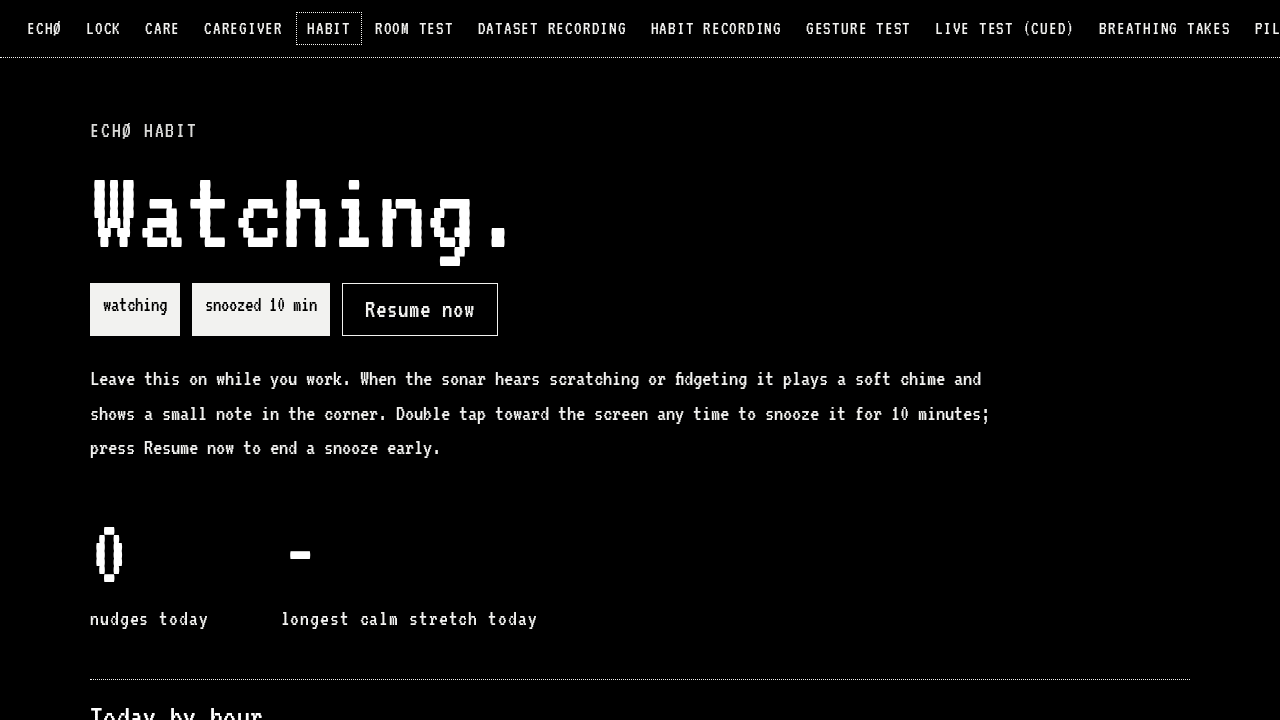 ECHØ LOCK CARE CAREGIVER HABIT ROOM TEST DATASET RECORDING HABIT RECORDING GESTURE TEST LIVE TEST (CUED) BREATHING TAKES
ECHØ HABIT
Watching.
watching snoozed 10 min Resume now
Leave this on while you work. When the sonar hears scratching or fidgeting it plays a soft chime and
shows a small note in the corner. Double tap toward the screen any time to snooze it for 10 minutes;
press Resume now to end a snooze early.
0 -
nudges today longest calm stretch today
Today by hour